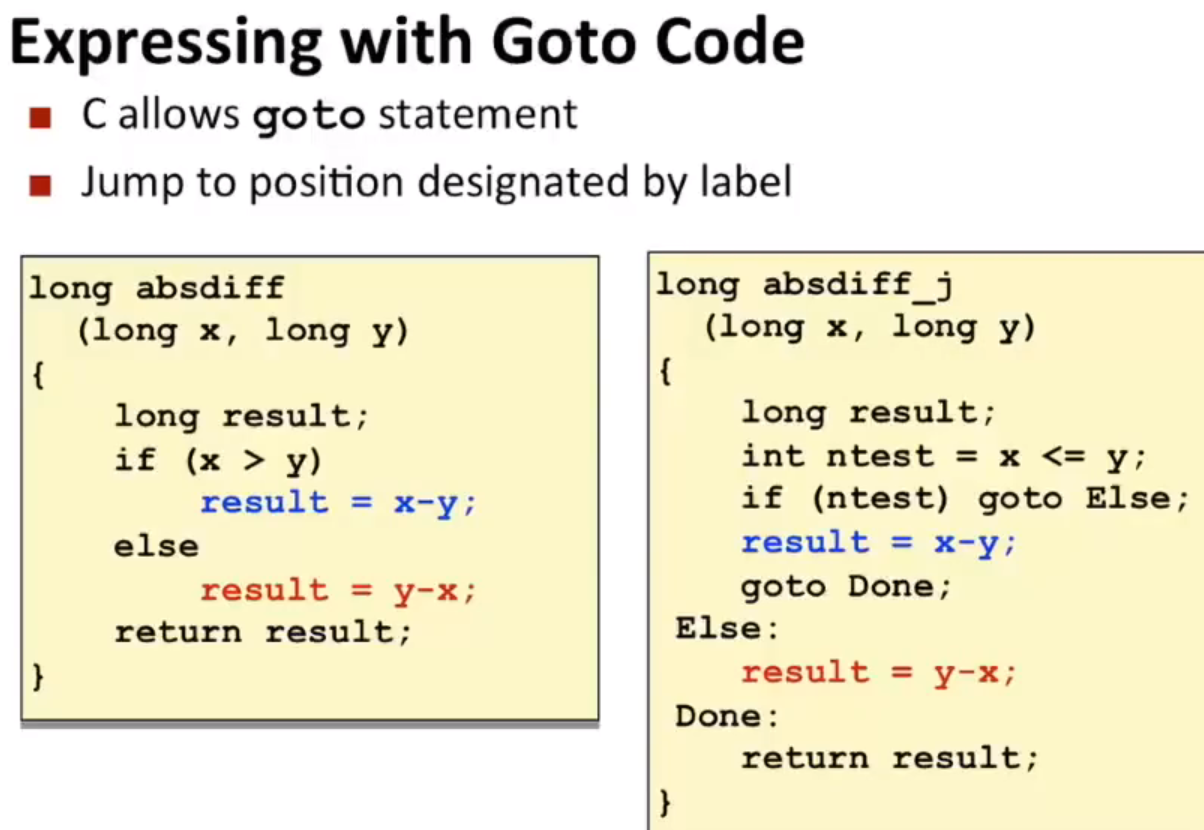 Expressing with Goto Code
C allows goto statement
Jump to position designated by label
long absdiff
(long x, long y)
{
long result;
if (x > y)
result = x-y;
else
result = y-x;
return result;
}
long absdiff_j
(long x, long y)
{
long result;
int ntest = x <= y;
if (ntest) goto Else;
result = x-y;
goto Done;
Else:
result = y-x;
Done:
return result;
}